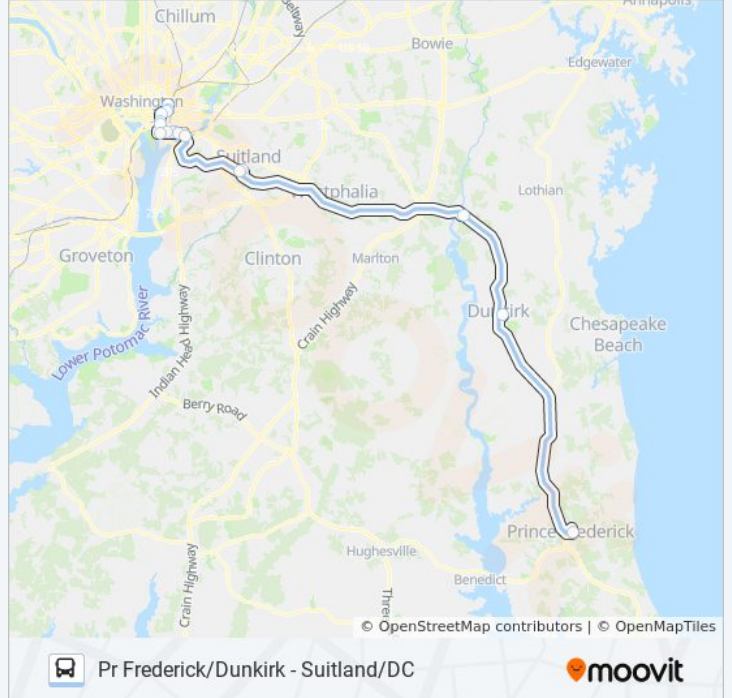 Annapolis
Chillum
Beltway
Bowie
Edgewater
Washington
Suitland
Westphalia
Lothian
Groveton
Clinton
Marlton
Crain Highway
Dunkirk
Chesapeake
Beach
Lower Potomac River
Indian Head Highway
Berry Road
Prince Frederick
Crain Highway
Hughesville
Benedict
Three
© OpenStreetMap contributors | © OpenMapTiles
Pr Frederick/Dunkirk - Suitland/DC
moovit